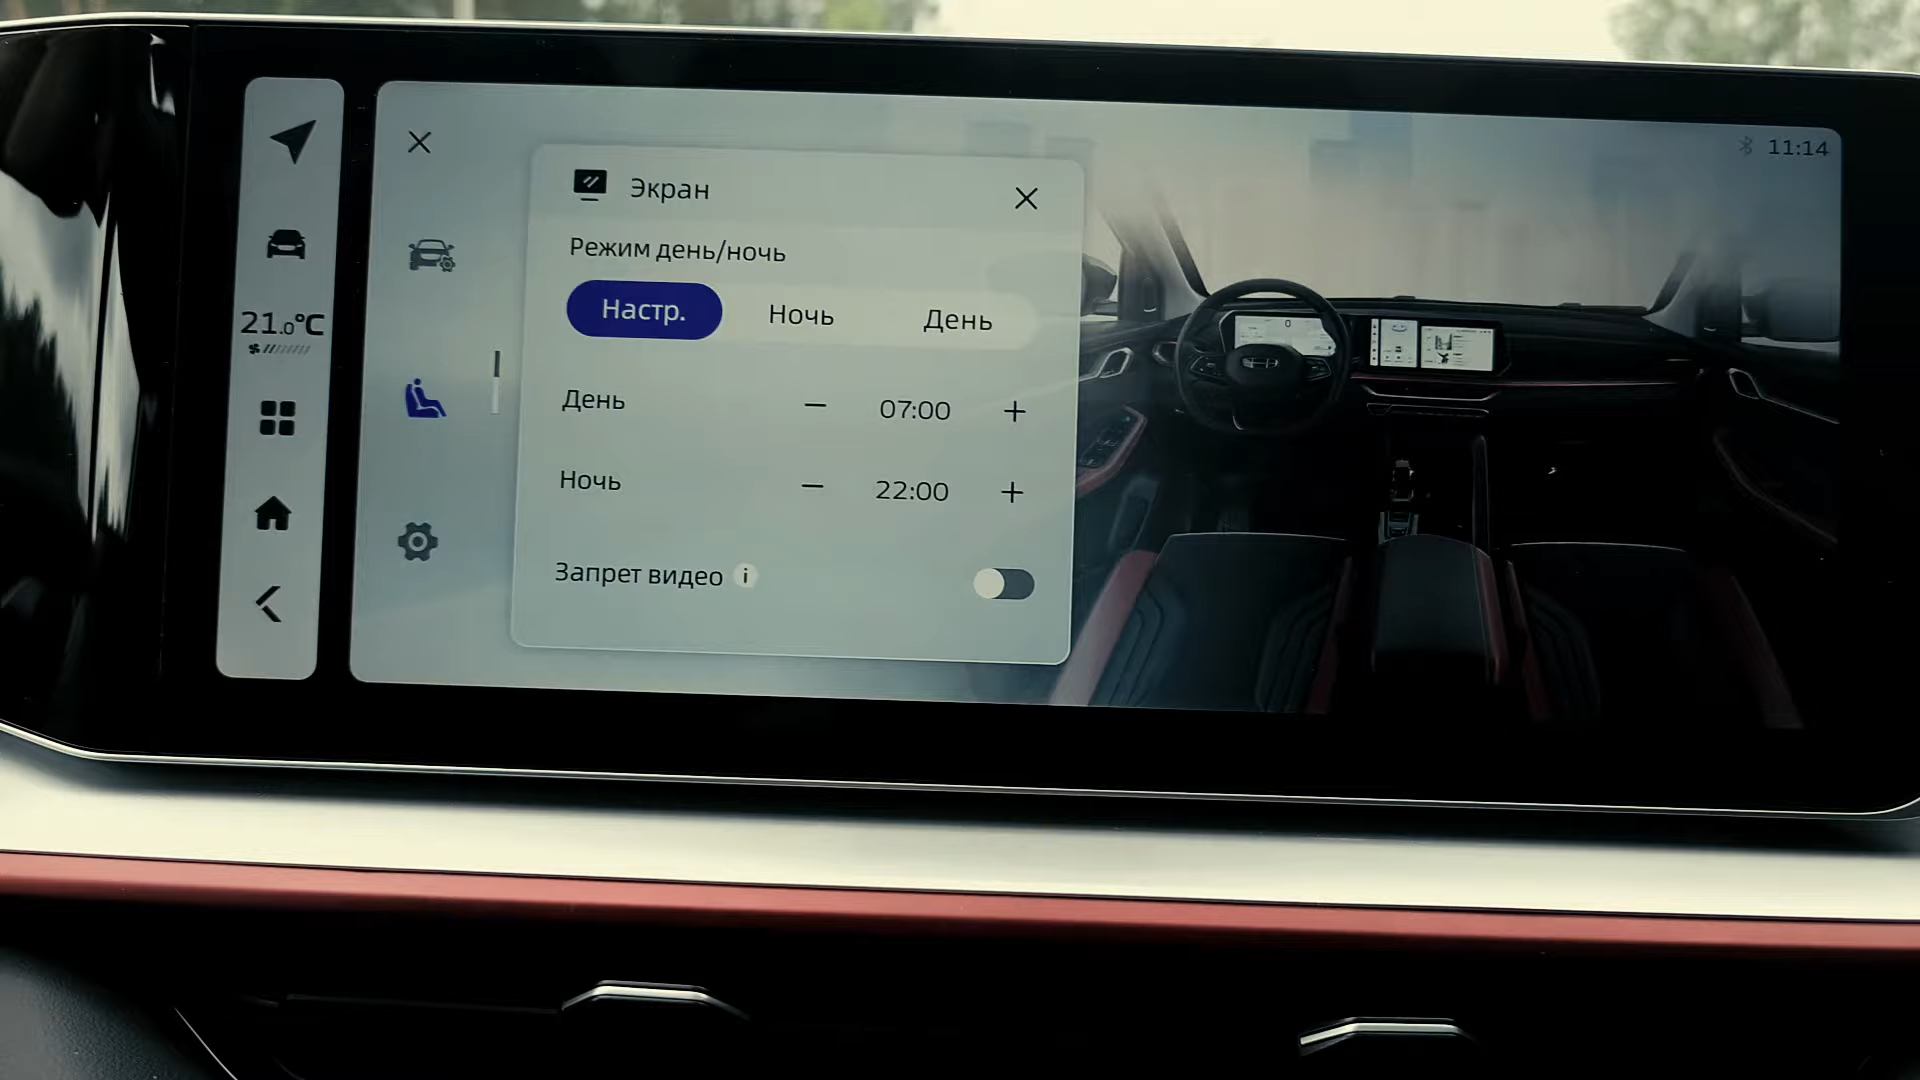 11:14
Экран
Режим день/ночь
Настр. Ночь День
21.0°C
День − 07:00 +
Ночь − 22:00 +
Запрет видео i
0